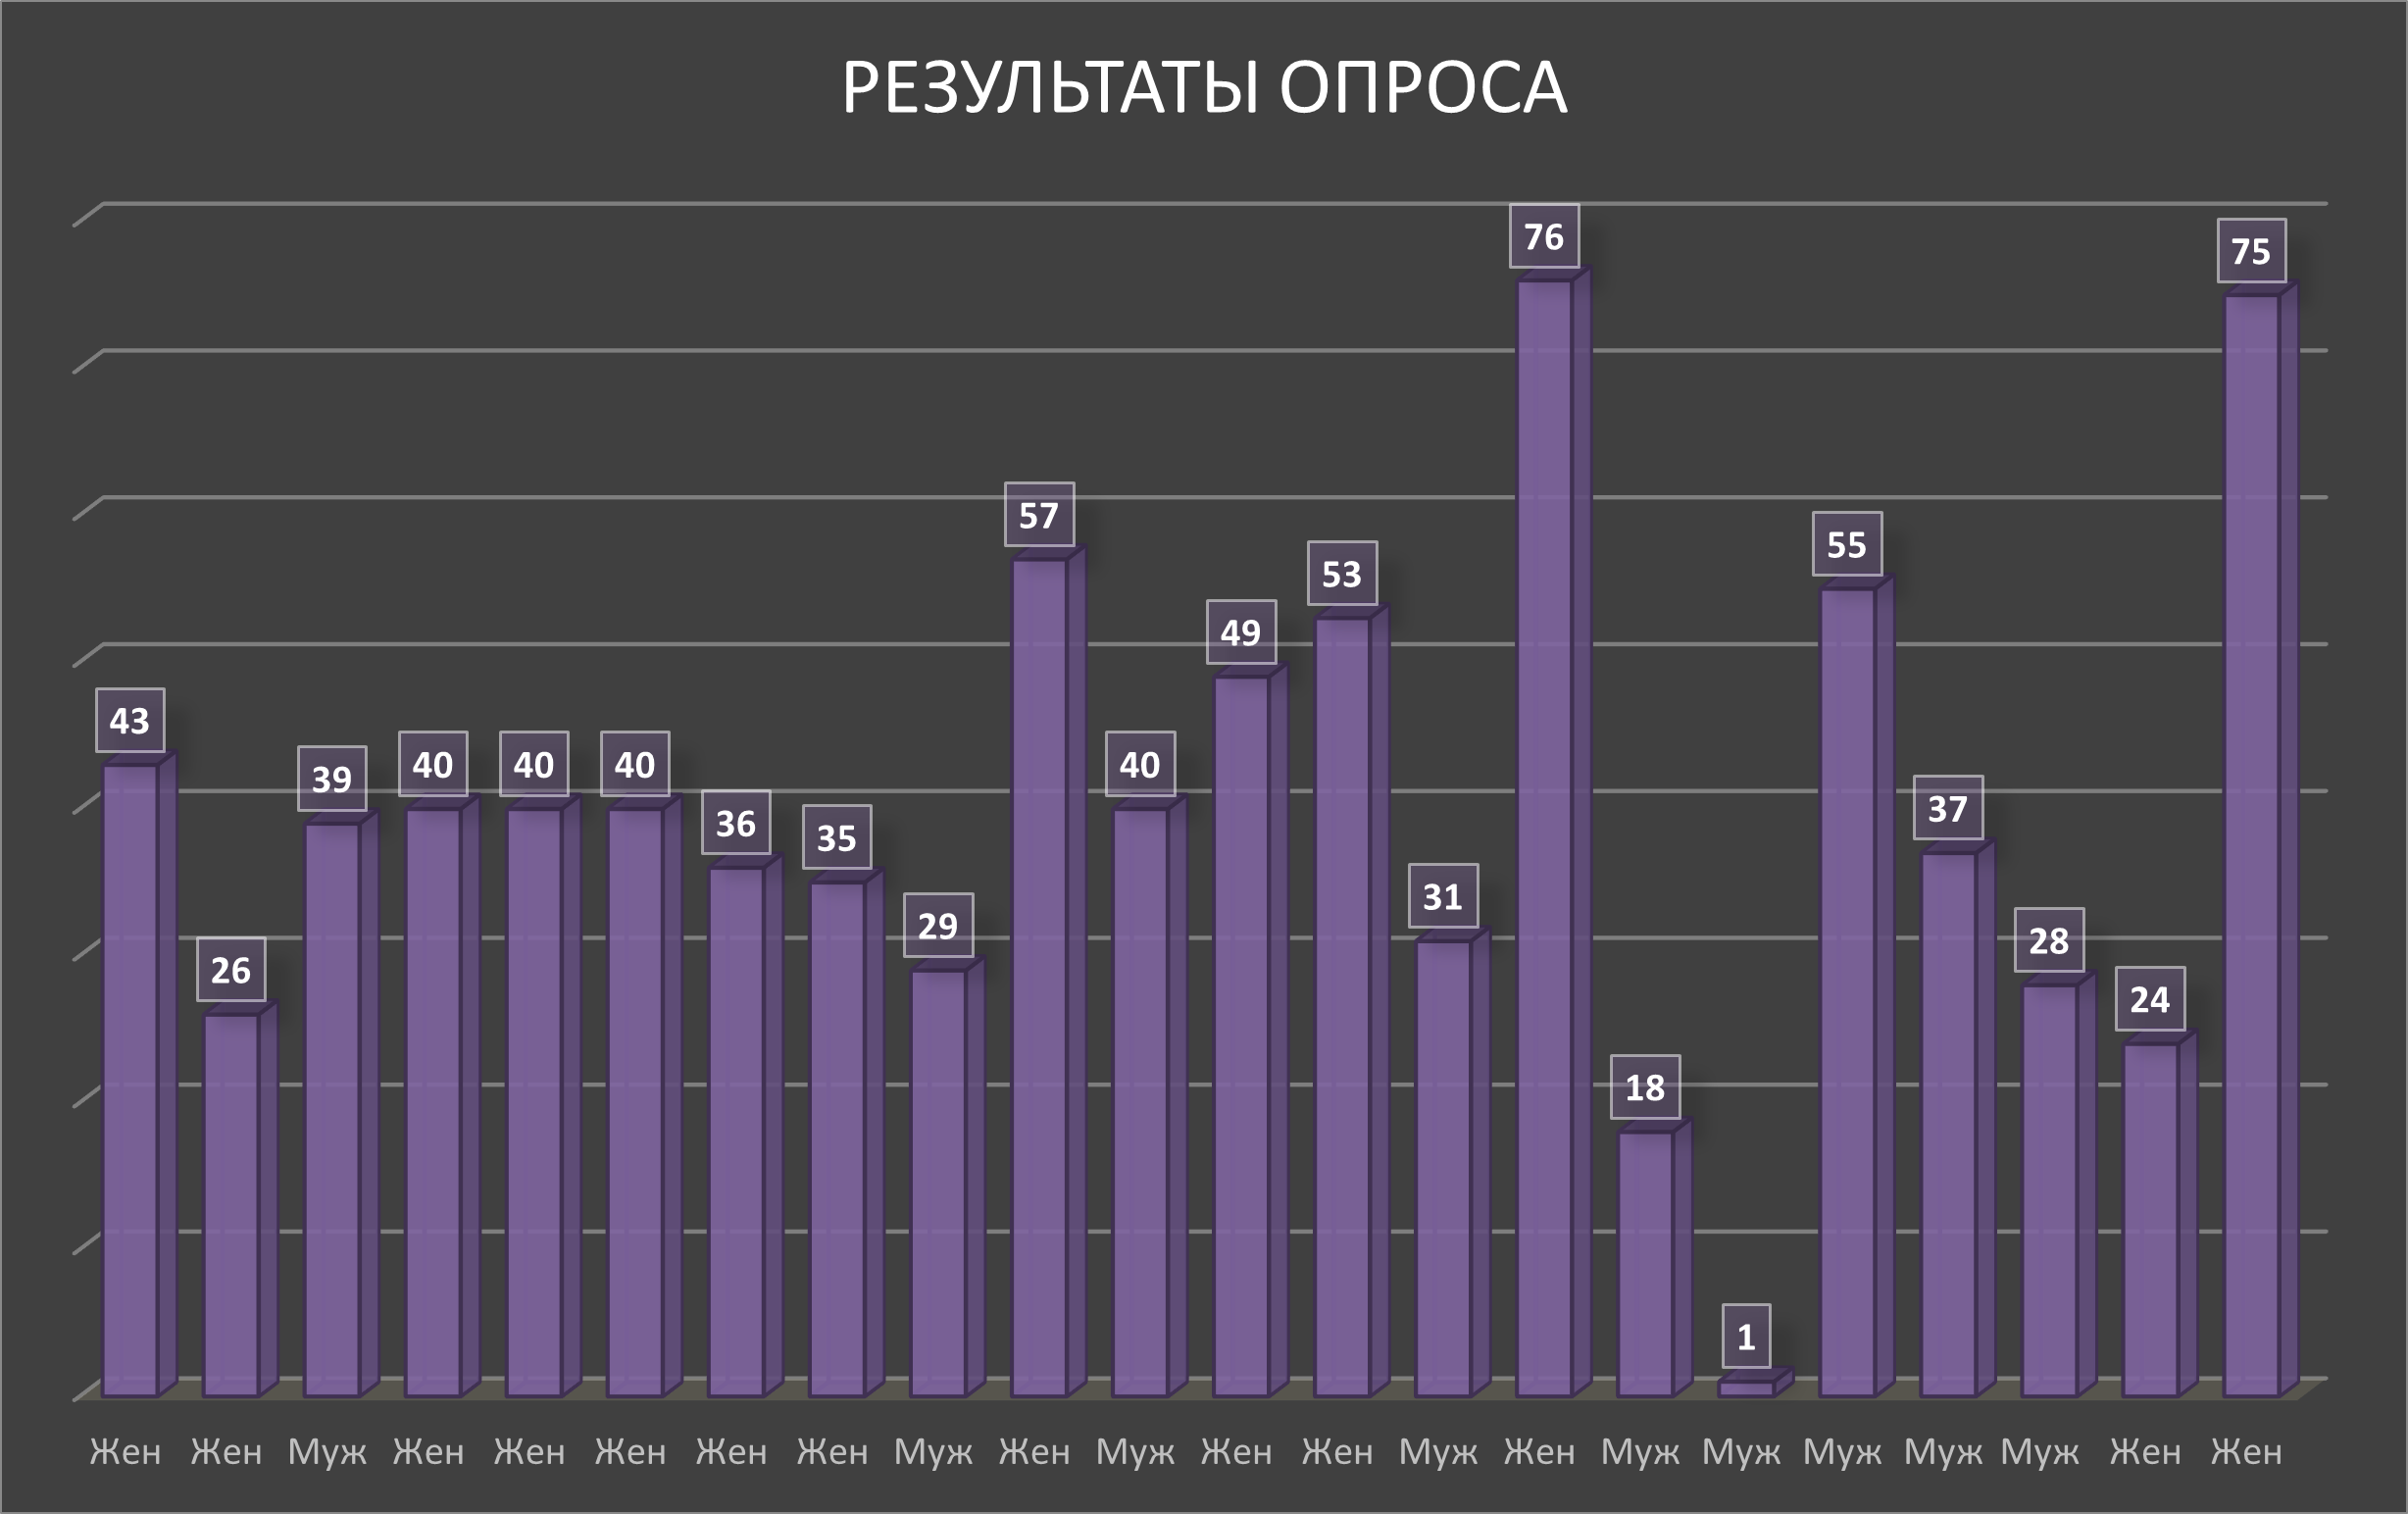 РЕЗУЛЬТАТЫ ОПРОСА
43 26 39 40 40 40 36 35 29 57 40 49 53 31 76 18 1 55 37 28 24 75
Жен Жен Муж Жен Жен Жен Жен Жен Муж Жен Муж Жен Жен Муж Жен Муж Муж Муж Муж Муж Жен Жен